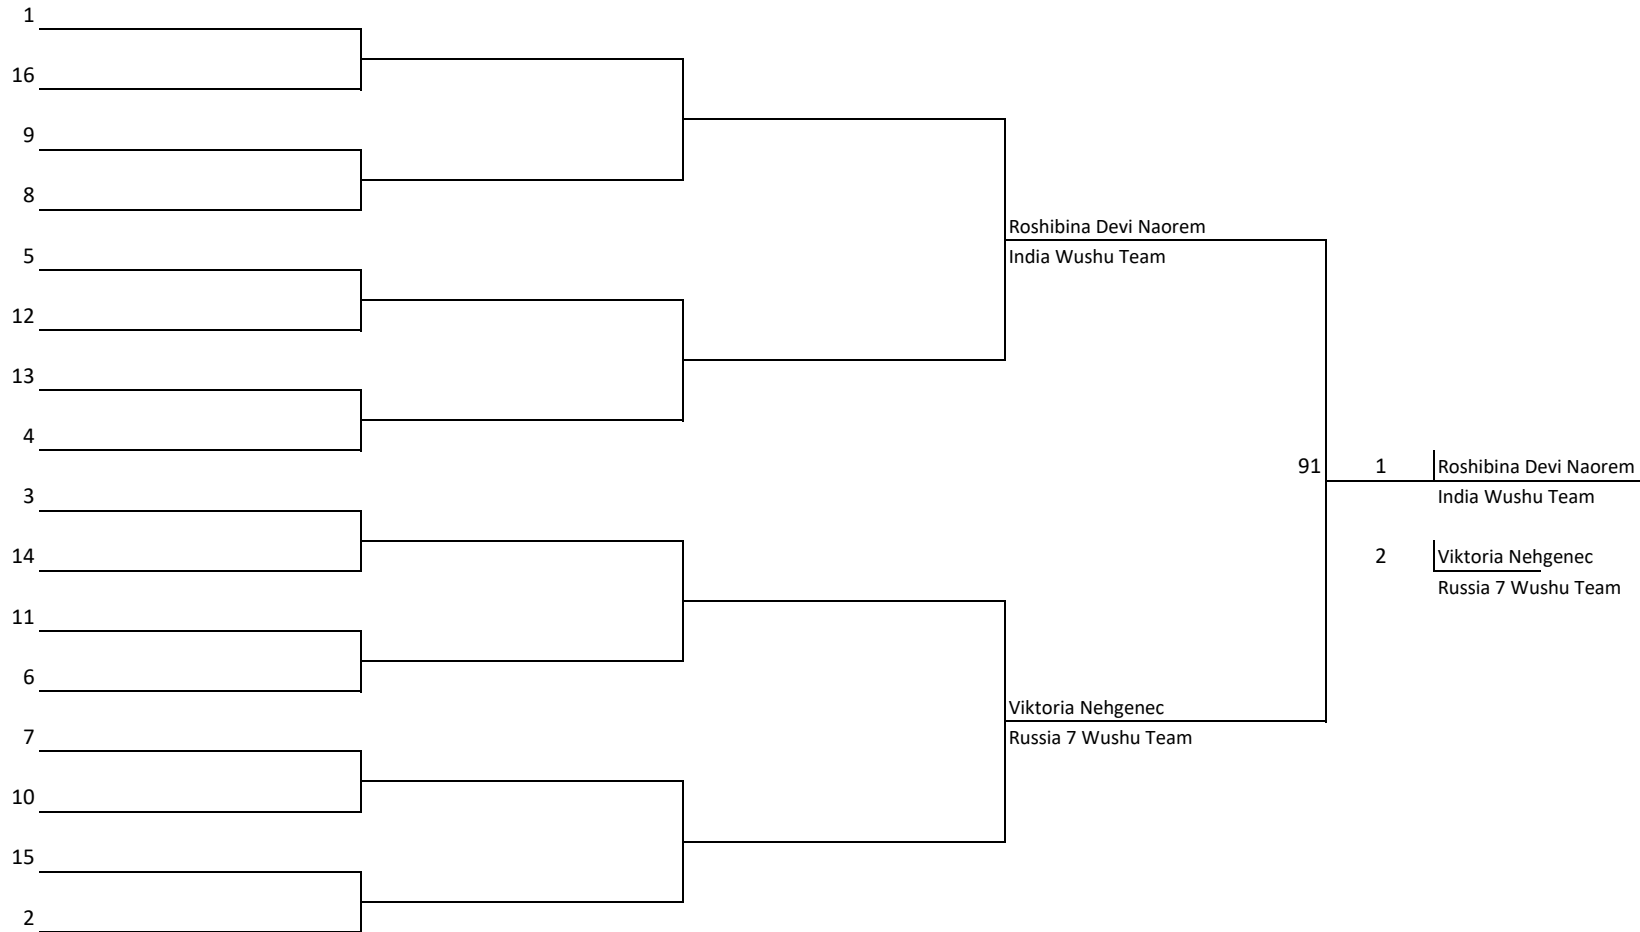 1
16
9
8
Roshibina Devi Naorem
5
India Wushu Team
12
13
4
91 1 Roshibina Devi Naorem
3
India Wushu Team
14
2 Viktoria Nehgenec
Russia 7 Wushu Team
11
6
Viktoria Nehgenec
7
Russia 7 Wushu Team
10
15
2